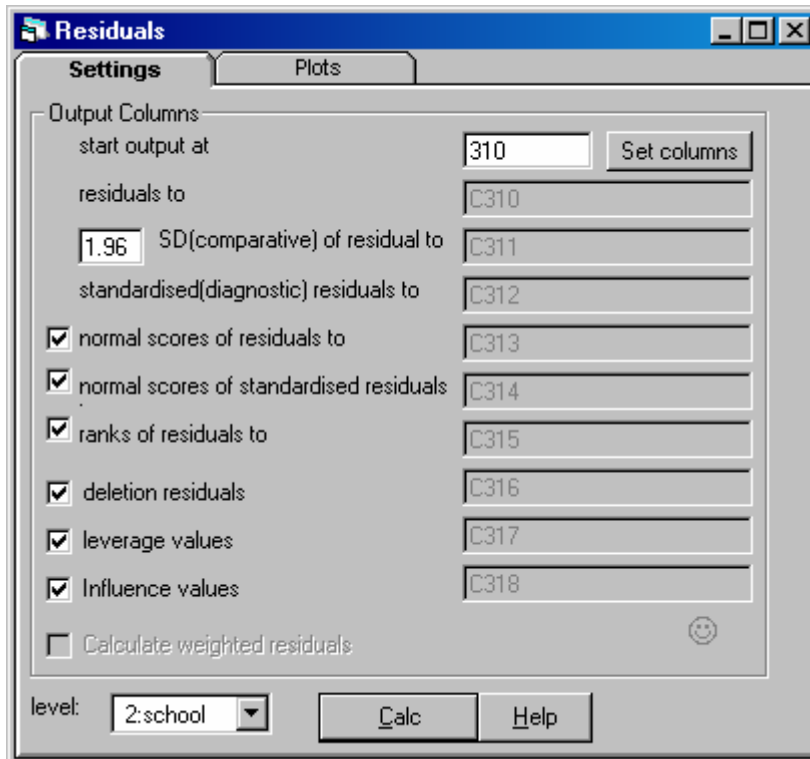 Residuals
Settings Plots
Output Columns
start output at 310 Set columns
residuals to C310
1.96 SD(comparative) of residual to C311
standardised(diagnostic) residuals to C312
normal scores of residuals to C313
normal scores of standardised residuals C314
ranks of residuals to C315
deletion residuals C316
leverage values C317
Influence values C318
Calculate weighted residuals
level: 2:school Calc Help